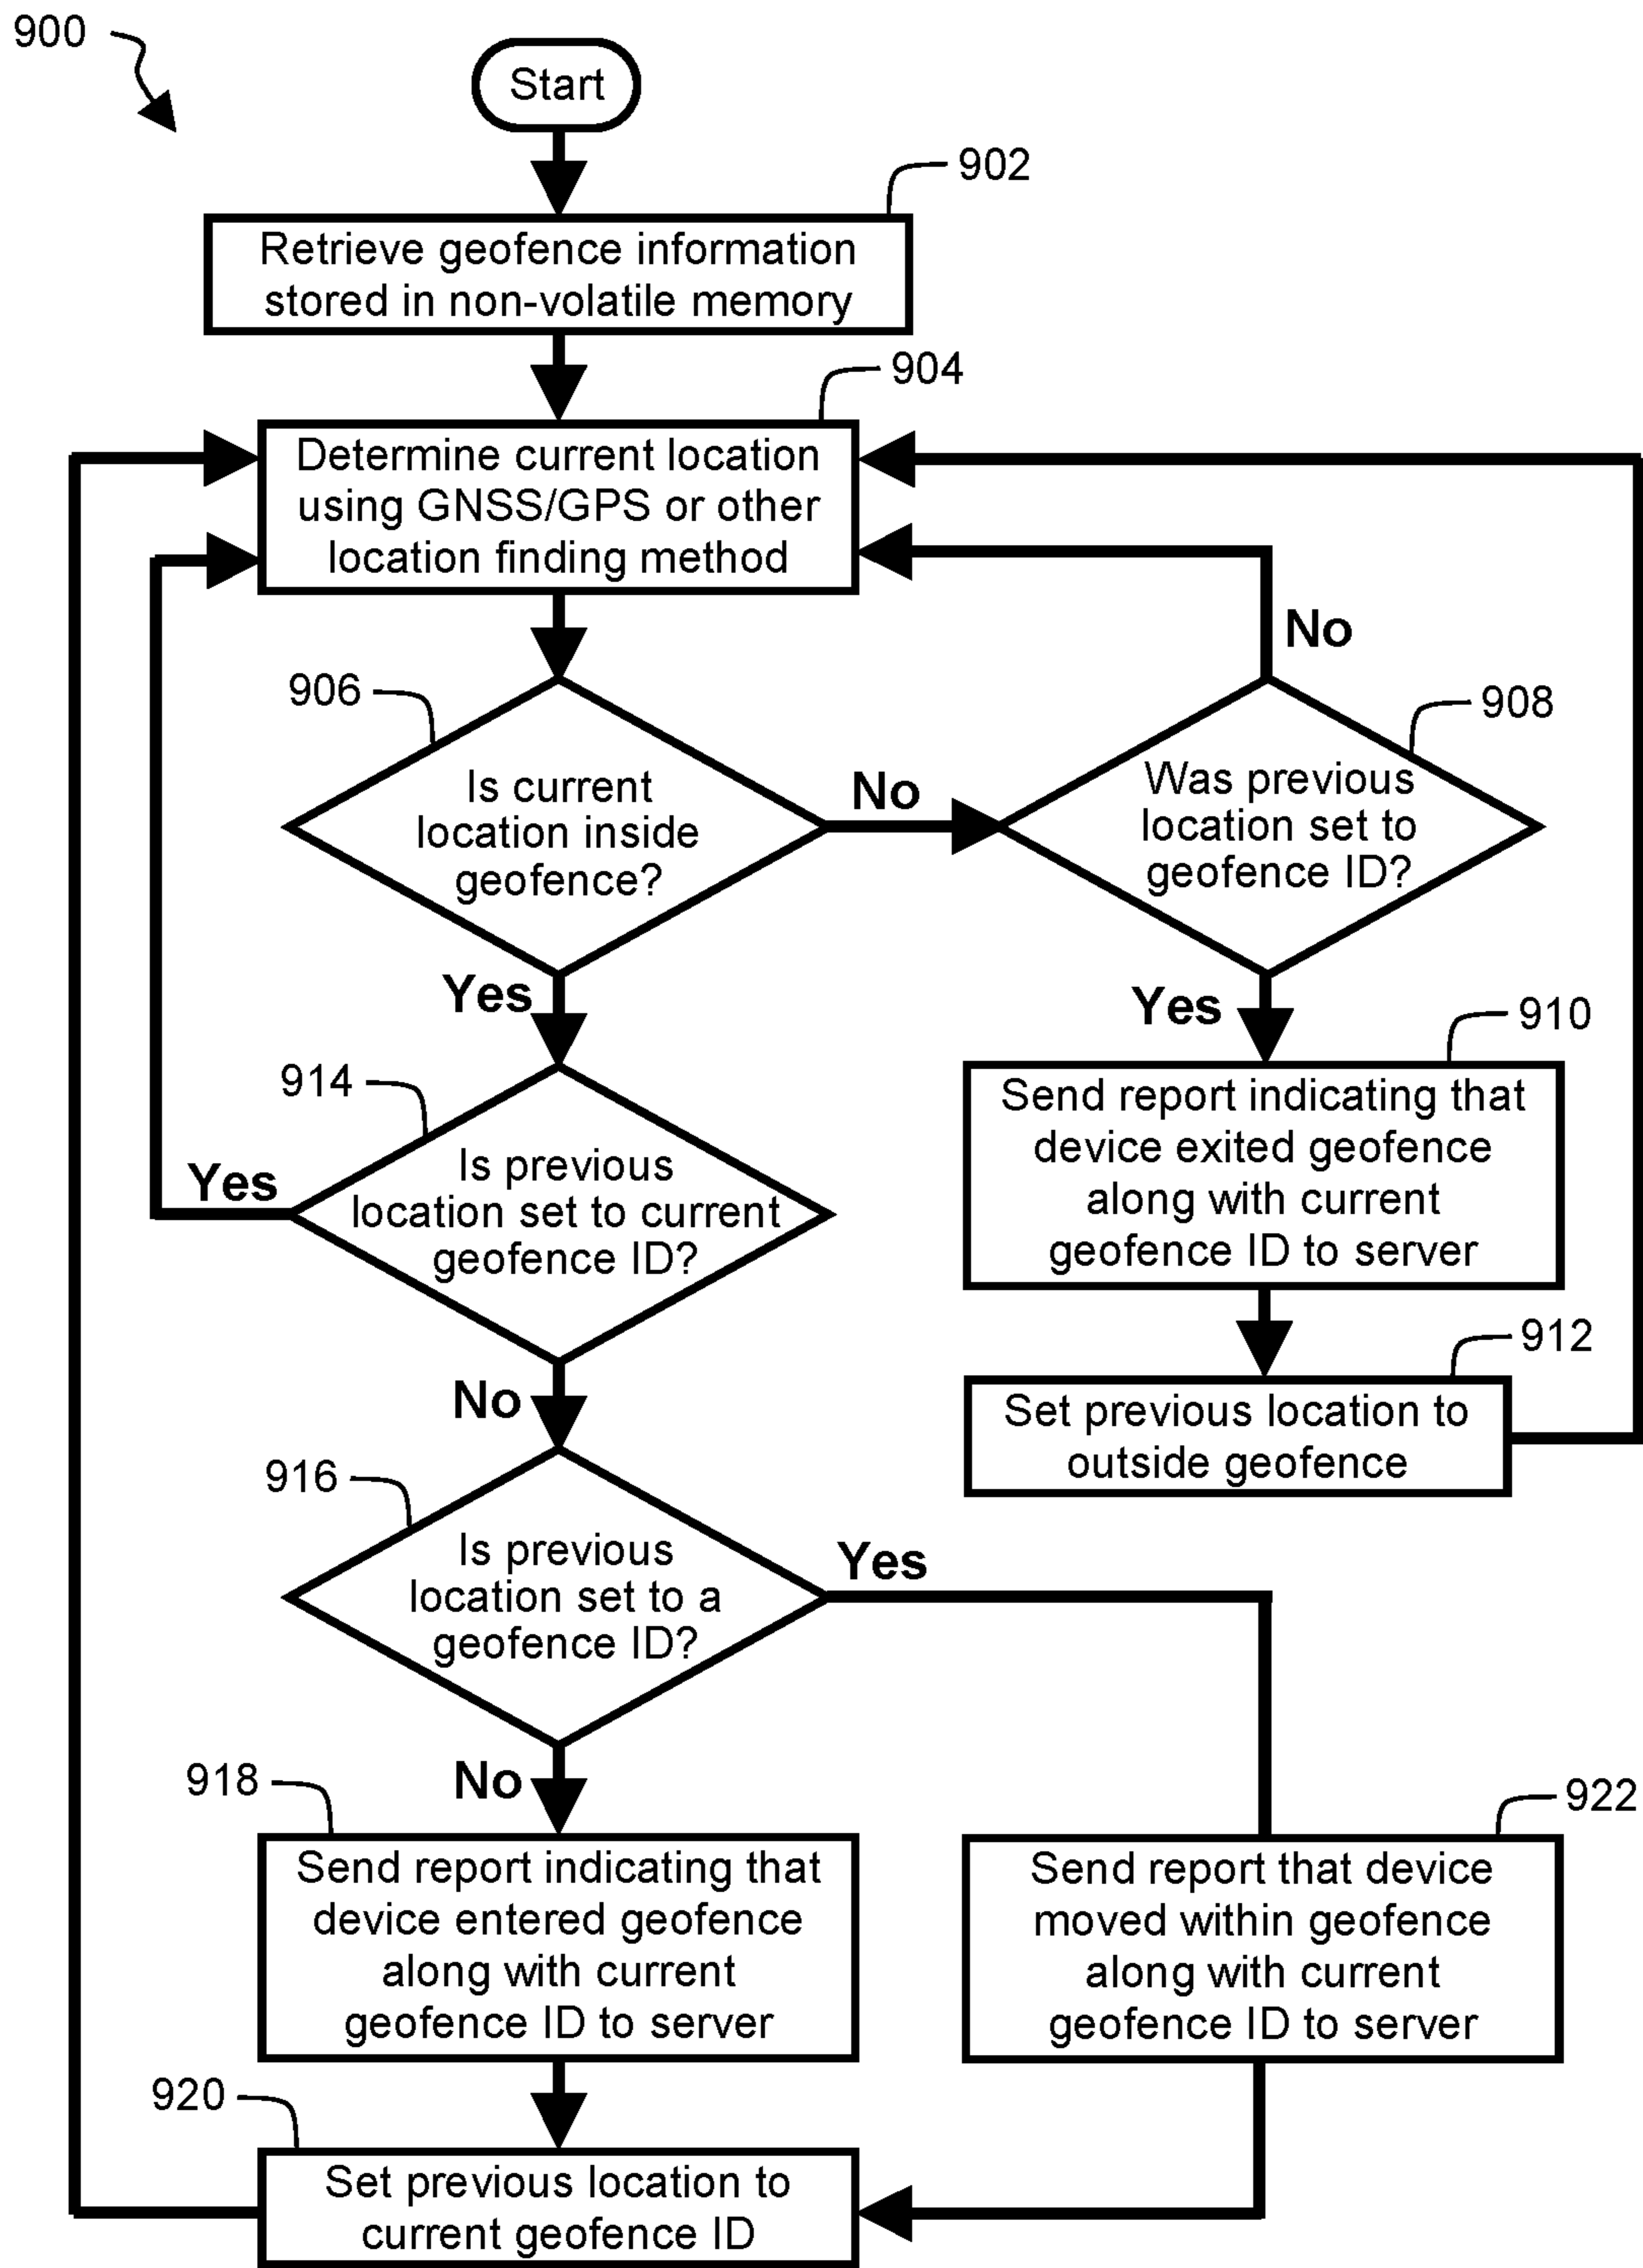 900
Start
902
Retrieve geofence information
stored in non-volatile memory
904
Determine current location
using GNSS/GPS or other
location finding method
906
Is current
location inside
geofence?
No
908
Was previous
location set to
geofence ID?
No
Yes
910
Send report indicating that
device exited geofence
along with current
geofence ID to server
912
Set previous location to
outside geofence
Yes
914
Is previous
location set to current
geofence ID?
Yes
No
916
Is previous
location set to a
geofence ID?
Yes
No
918
Send report indicating that
device entered geofence
along with current
geofence ID to server
922
Send report that device
moved within geofence
along with current
geofence ID to server
920
Set previous location to
current geofence ID